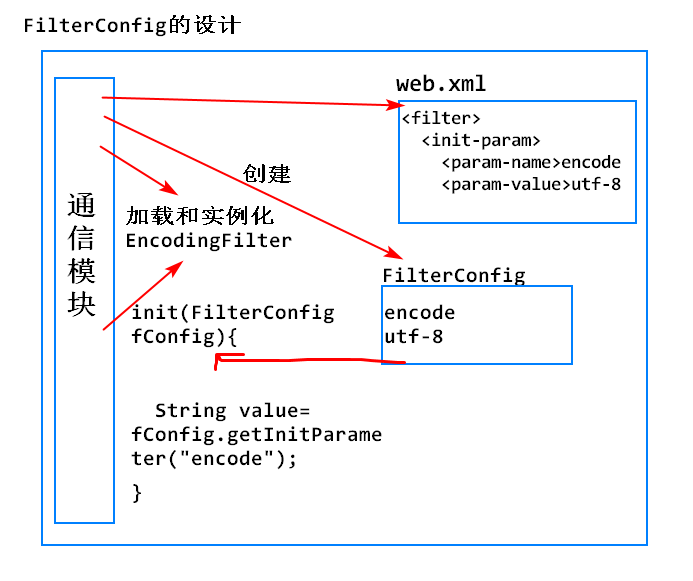 FilterConfig的设计
web.xml
<filter>
<init-param>
<param-name>encode
<param-value>utf-8
创建
通信模块
加载和实例化
EncodingFilter
FilterConfig
encode
utf-8
init(FilterConfig
fConfig){
String value=
fConfig.getInitParame
ter("encode");
}